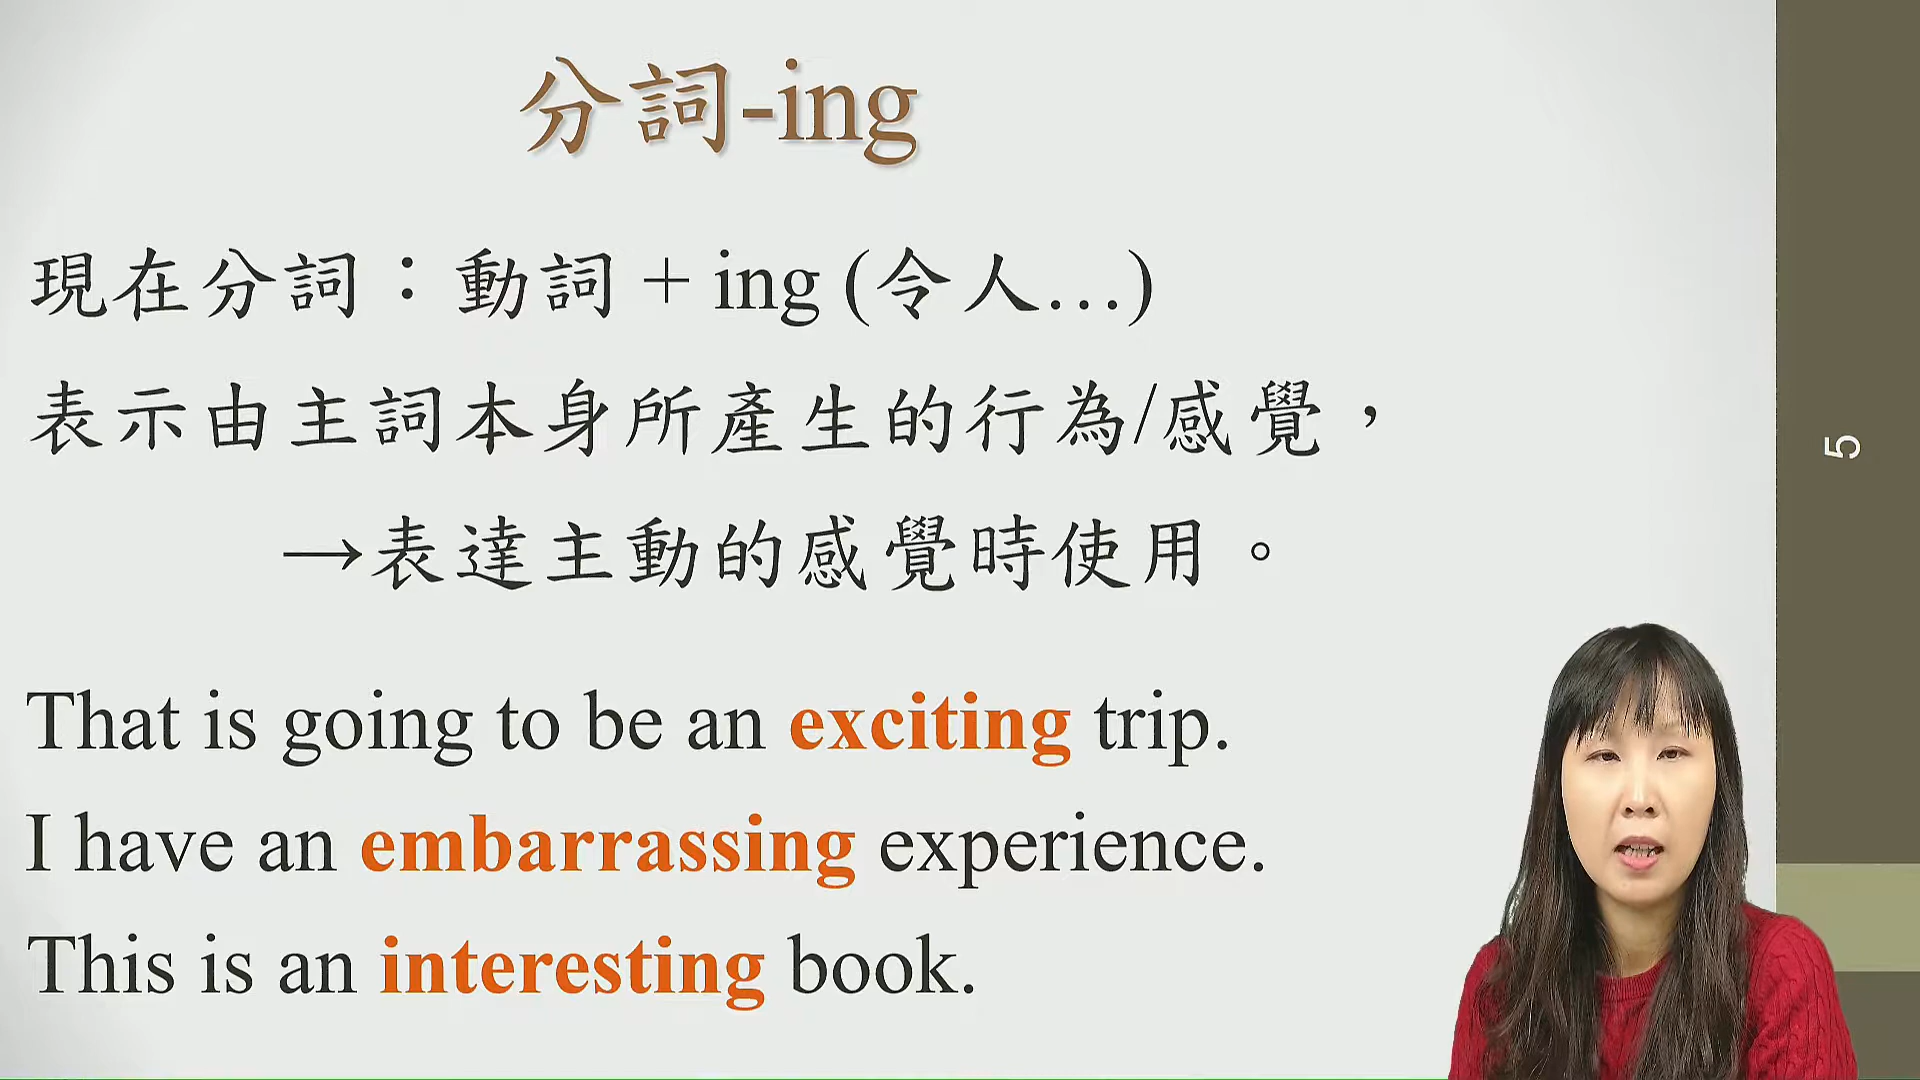 分詞-ing
現在分詞：動詞 + ing (令人…)
表示由主詞本身所產生的行為/感覺，
→表達主動的感覺時使用。
That is going to be an exciting trip.
I have an embarrassing experience.
This is an interesting book.
5